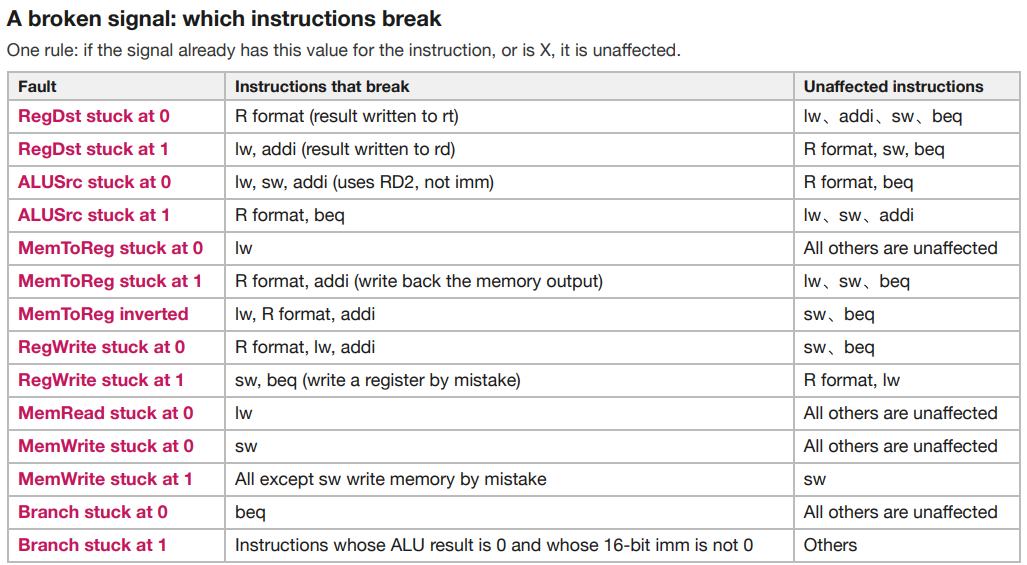 A broken signal: which instructions break
One rule: if the signal already has this value for the instruction, or is X, it is unaffected.
Fault Instructions that break Unaffected instructions
RegDst stuck at 0 R format (result written to rt) lw、addi、sw、beq
RegDst stuck at 1 lw, addi (result written to rd) R format, sw, beq
ALUSrc stuck at 0 lw, sw, addi (uses RD2, not imm) R format, beq
ALUSrc stuck at 1 R format, beq lw、sw、addi
MemToReg stuck at 0 lw All others are unaffected
MemToReg stuck at 1 R format, addi (write back the memory output) lw、sw、beq
MemToReg inverted lw, R format, addi sw、beq
RegWrite stuck at 0 R format, lw, addi sw、beq
RegWrite stuck at 1 sw, beq (write a register by mistake) R format, lw
MemRead stuck at 0 lw All others are unaffected
MemWrite stuck at 0 sw All others are unaffected
MemWrite stuck at 1 All except sw write memory by mistake sw
Branch stuck at 0 beq All others are unaffected
Branch stuck at 1 Instructions whose ALU result is 0 and whose 16-bit imm is not 0 Others